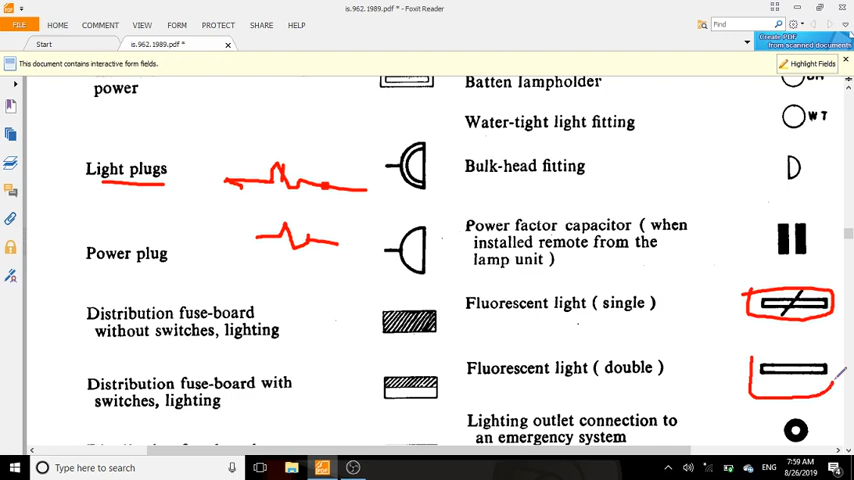 is.962.1989.pdf * - Foxit Reader
FILE HOME COMMENT VIEW FORM PROTECT SHARE HELP
Find
Start is.962.1989.pdf *
Create PDF
from scanned documents
This document contains interactive form fields.
Highlight Fields
power
Light plugs
Power plug
Distribution fuse-board
without switches, lighting
Distribution fuse-board with
switches, lighting
Batten lampholder
Water-tight light fitting
WT
Bulk-head fitting
Power factor capacitor ( when
installed remote from the
lamp unit )
Fluorescent light ( single )
Fluorescent light ( double )
Lighting outlet connection to
an emergency system
Type here to search
ENG
7:59 AM
8/26/2019
4